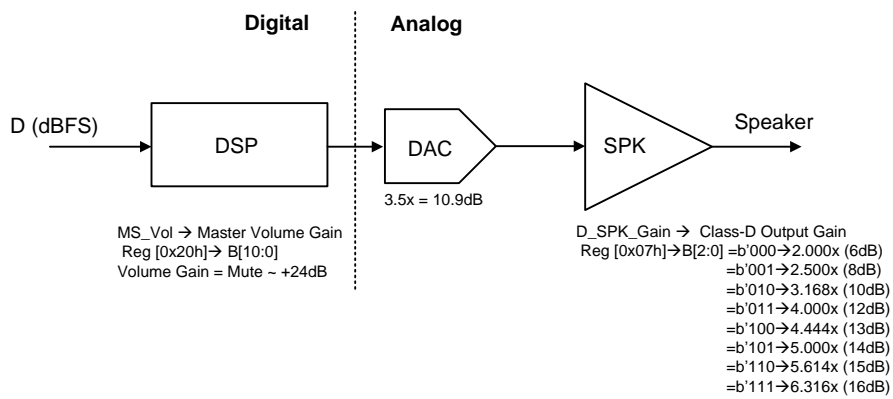 Digital
Analog
D (dBFS)
DSP
DAC
SPK
Speaker
3.5x = 10.9dB
MS_Vol → Master Volume Gain
Reg [0x20h]→ B[10:0]
Volume Gain = Mute ~ +24dB
D_SPK_Gain → Class-D Output Gain
Reg [0x07h]→B[2:0] =b'000→2.000x (6dB)
=b'001→2.500x (8dB)
=b'010→3.168x (10dB)
=b'011→4.000x (12dB)
=b'100→4.444x (13dB)
=b'101→5.000x (14dB)
=b'110→5.614x (15dB)
=b'111→6.316x (16dB)